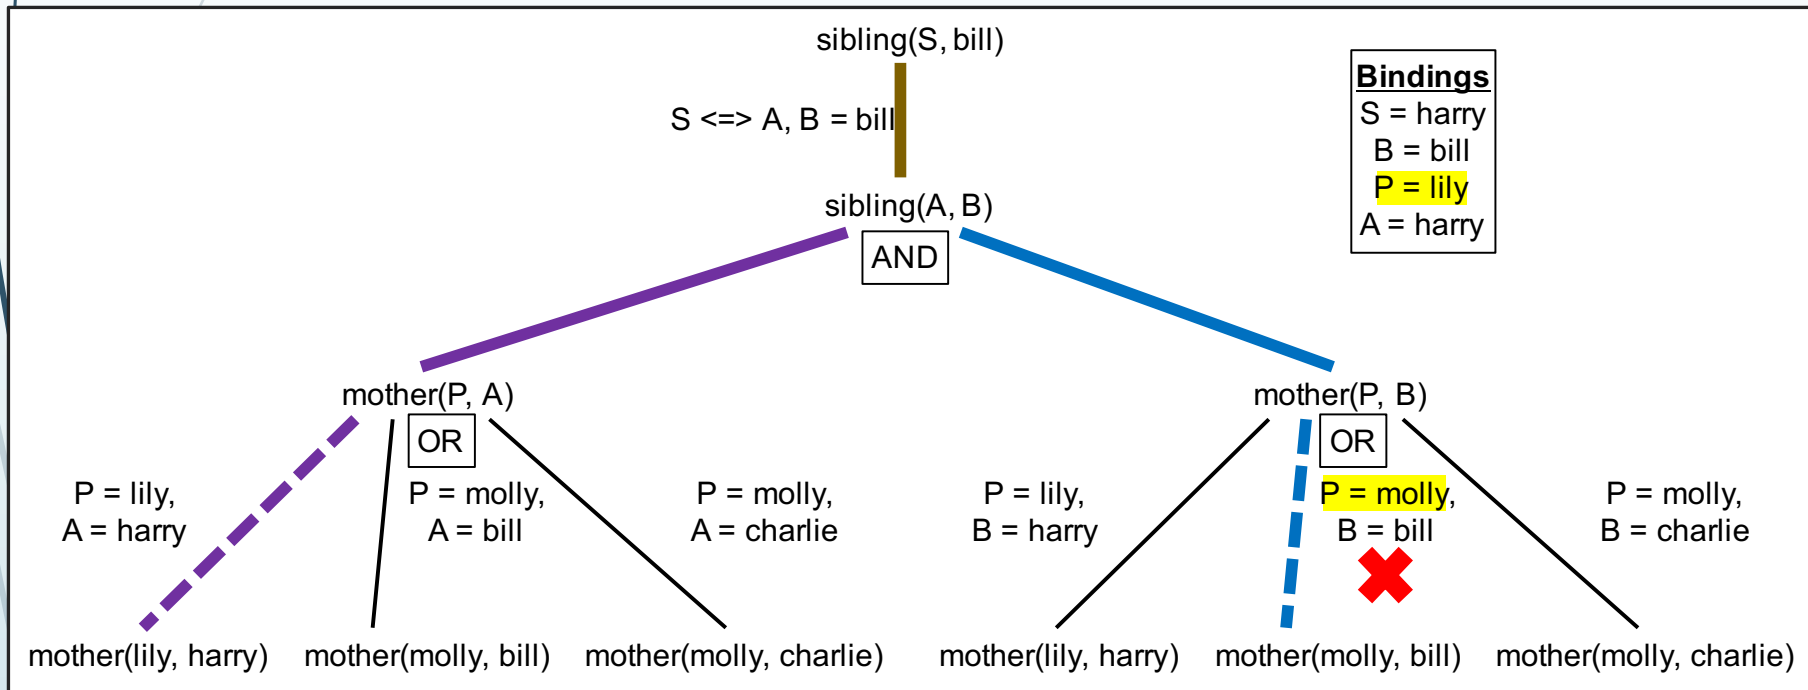 sibling(S, bill)
S <=> A, B = bill
Bindings
S = harry
B = bill
P = lily
A = harry
sibling(A, B)
AND
mother(P, A)
OR
mother(P, B)
OR
P = lily,
A = harry
P = molly,
A = bill
P = molly,
A = charlie
P = lily,
B = harry
P = molly,
B = bill
P = molly,
B = charlie
mother(lily, harry)
mother(molly, bill)
mother(molly, charlie)
mother(lily, harry)
mother(molly, bill)
mother(molly, charlie)